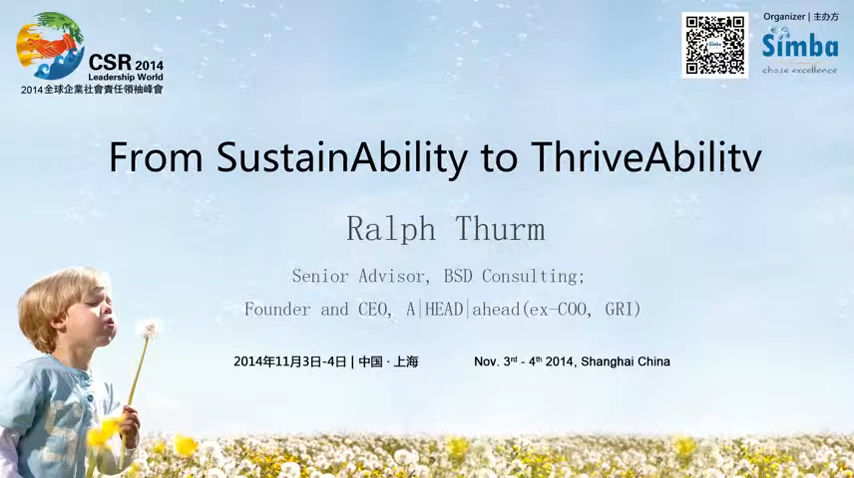 CSR 2014
Leadership World
2014全球企業社會責任領袖峰會
Organizer | 主办方
Simba
chase excellence
From SustainAbility to ThriveAbility
Ralph Thurm
Senior Advisor, BSD Consulting;
Founder and CEO, A|HEAD|ahead(ex-COO, GRI)
2014年11月3日-4日 | 中国 · 上海
Nov. 3rd - 4th 2014, Shanghai China